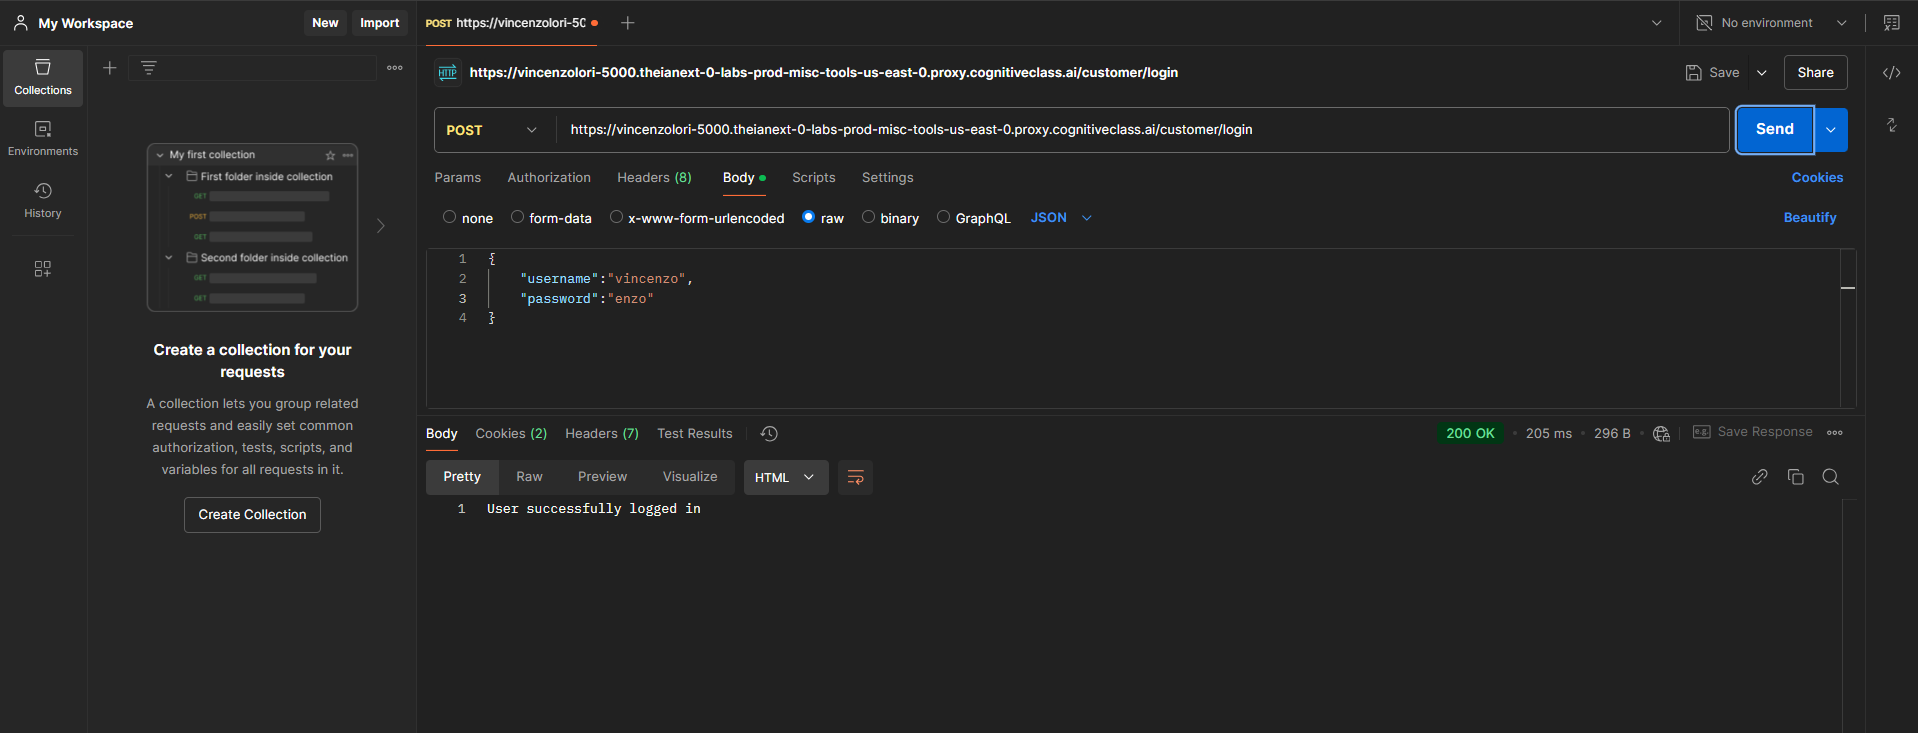 My Workspace
New
Import
POST https://vincenzolori-50
No environment
Collections
Environments
History
My first collection
First folder inside collection
GET
POST
GET
Second folder inside collection
GET
GET
Create a collection for your
requests
A collection lets you group related
requests and easily set common
authorization, tests, scripts, and
variables for all requests in it.
Create Collection
HTTP https://vincenzolori-5000.theianext-0-labs-prod-misc-tools-us-east-0.proxy.cognitiveclass.ai/customer/login
Save
Share
POST https://vincenzolori-5000.theianext-0-labs-prod-misc-tools-us-east-0.proxy.cognitiveclass.ai/customer/login
Send
Params Authorization Headers (8) Body Scripts Settings
Cookies
none form-data x-www-form-urlencoded raw binary GraphQL JSON
Beautify
1 {
2 "username":"vincenzo",
3 "password":"enzo"
4 }
Body Cookies (2) Headers (7) Test Results
200 OK • 205 ms • 296 B •
e.g. Save Response
Pretty Raw Preview Visualize HTML
1 User successfully logged in